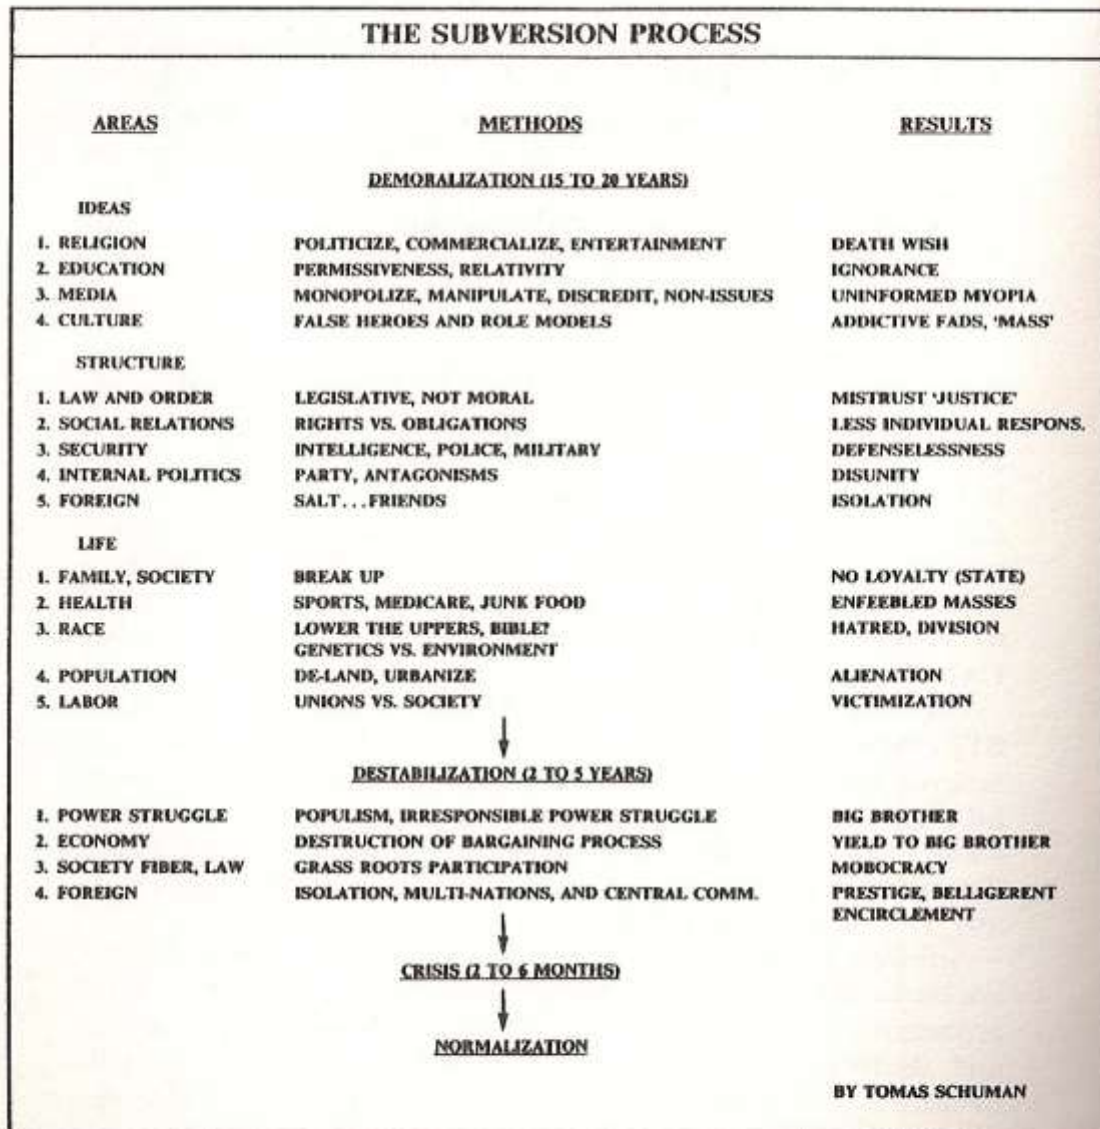 THE SUBVERSION PROCESS
AREAS METHODS RESULTS
DEMORALIZATION (15 TO 20 YEARS)
IDEAS
1. RELIGION POLITICIZE, COMMERCIALIZE, ENTERTAINMENT DEATH WISH
2. EDUCATION PERMISSIVENESS, RELATIVITY IGNORANCE
3. MEDIA MONOPOLIZE, MANIPULATE, DISCREDIT, NON-ISSUES UNINFORMED MYOPIA
4. CULTURE FALSE HEROES AND ROLE MODELS ADDICTIVE FADS, 'MASS'
STRUCTURE
1. LAW AND ORDER LEGISLATIVE, NOT MORAL MISTRUST 'JUSTICE'
2. SOCIAL RELATIONS RIGHTS VS. OBLIGATIONS LESS INDIVIDUAL RESPONS.
3. SECURITY INTELLIGENCE, POLICE, MILITARY DEFENSELESSNESS
4. INTERNAL POLITICS PARTY, ANTAGONISMS DISUNITY
5. FOREIGN SALT...FRIENDS ISOLATION
LIFE
1. FAMILY, SOCIETY BREAK UP NO LOYALTY (STATE)
2. HEALTH SPORTS, MEDICARE, JUNK FOOD ENFEEBLED MASSES
3. RACE LOWER THE UPPERS, BIBLE? HATRED, DIVISION
GENETICS VS. ENVIRONMENT
4. POPULATION DE-LAND, URBANIZE ALIENATION
5. LABOR UNIONS VS. SOCIETY VICTIMIZATION
DESTABILIZATION (2 TO 5 YEARS)
1. POWER STRUGGLE POPULISM, IRRESPONSIBLE POWER STRUGGLE BIG BROTHER
2. ECONOMY DESTRUCTION OF BARGAINING PROCESS YIELD TO BIG BROTHER
3. SOCIETY FIBER, LAW GRASS ROOTS PARTICIPATION MOBOCRACY
4. FOREIGN ISOLATION, MULTI-NATIONS, AND CENTRAL COMM. PRESTIGE, BELLIGERENT
ENCIRCLEMENT
CRISIS (2 TO 6 MONTHS)
NORMALIZATION
BY TOMAS SCHUMAN